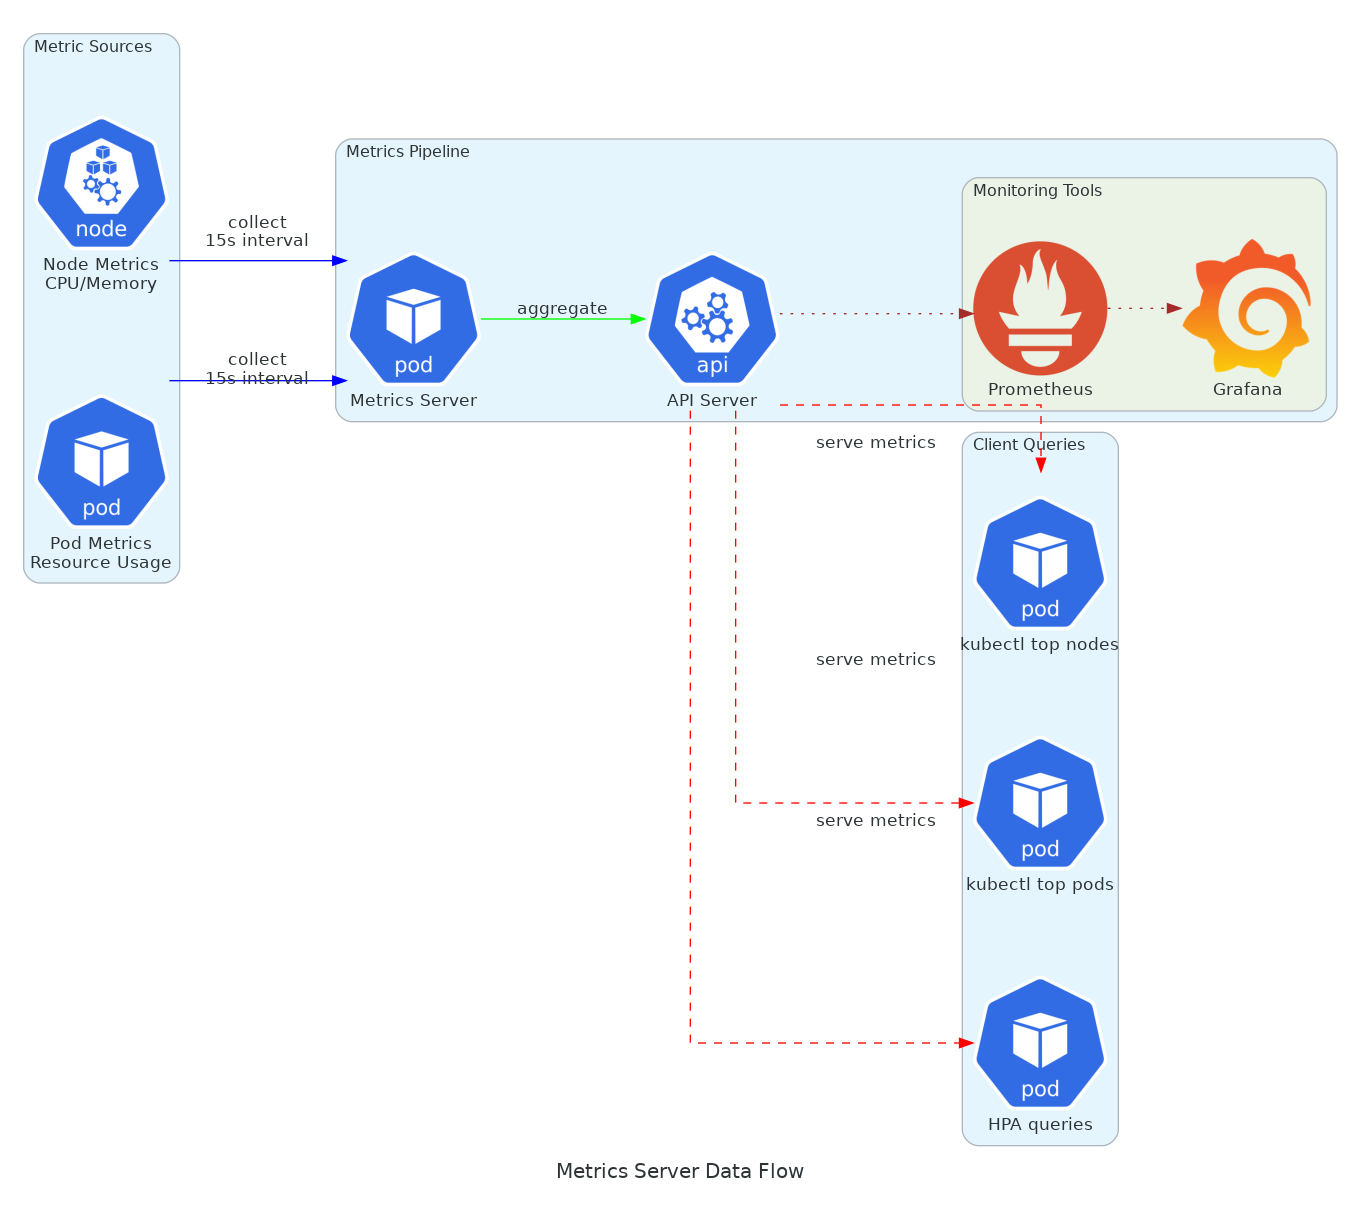 Metric Sources
node
Node Metrics
CPU/Memory
pod
Pod Metrics
Resource Usage
collect
15s interval
collect
15s interval
Metrics Pipeline
pod
Metrics Server
aggregate
api
API Server
Monitoring Tools
Prometheus
Grafana
serve metrics
serve metrics
serve metrics
Client Queries
pod
kubectl top nodes
pod
kubectl top pods
pod
HPA queries
Metrics Server Data Flow